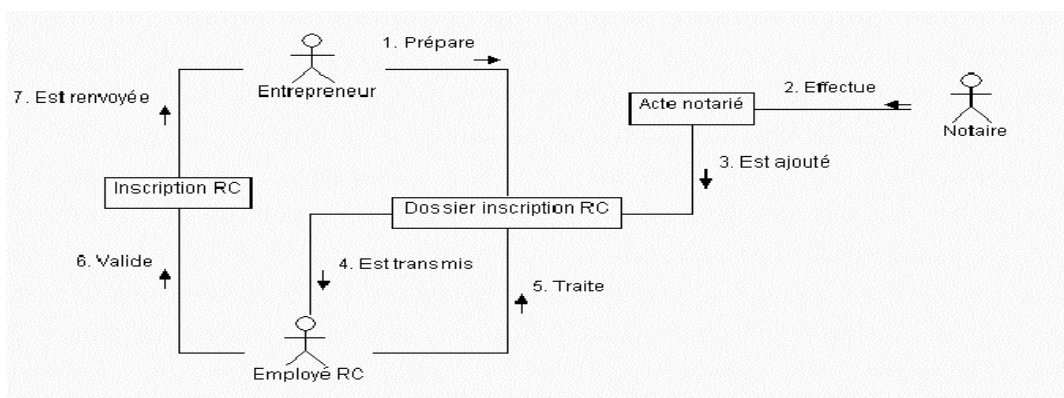 1. Prépare
Entrepreneur
7. Est renvoyée
Acte notarié
2. Effectue
Notaire
3. Est ajouté
Inscription RC
Dossier inscription RC
6. Valide
4. Est transmis
5. Traite
Employé RC